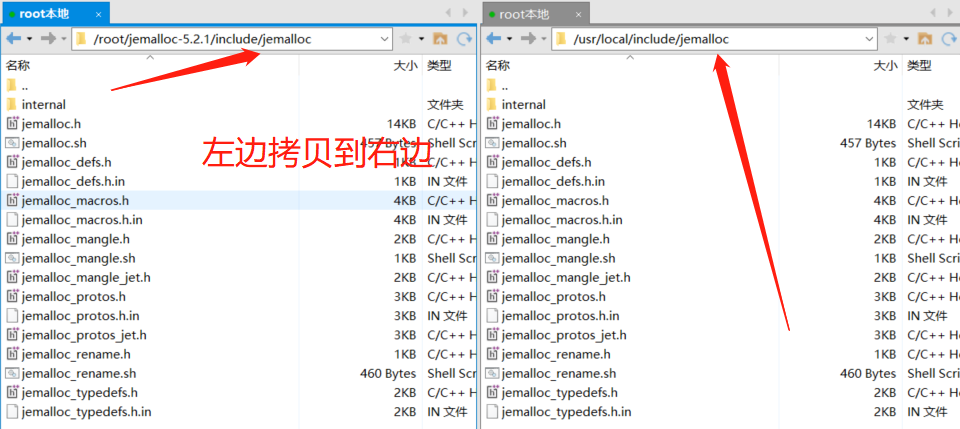 root本地
/root/jemalloc-5.2.1/include/jemalloc
名称 大小 类型
..
internal 文件夹
jemalloc.h 14KB C/C++ H
jemalloc.sh 457 Bytes Shell Scri
jemalloc_defs.h 1KB C/C++ H
jemalloc_defs.h.in 1KB IN 文件
jemalloc_macros.h 4KB C/C++ H
jemalloc_macros.h.in 4KB IN 文件
jemalloc_mangle.h 2KB C/C++ H
jemalloc_mangle.sh 1KB Shell Scri
jemalloc_mangle_jet.h 2KB C/C++ H
jemalloc_protos.h 3KB C/C++ H
jemalloc_protos.h.in 3KB IN 文件
jemalloc_protos_jet.h 3KB C/C++ H
jemalloc_rename.h 1KB C/C++ H
jemalloc_rename.sh 460 Bytes Shell Scri
jemalloc_typedefs.h 2KB C/C++ H
jemalloc_typedefs.h.in 2KB IN 文件
左边拷贝到右边
root本地
/usr/local/include/jemalloc
名称 大小 类型
..
internal 文件夹
jemalloc.h 14KB C/C++ He
jemalloc.sh 457 Bytes Shell Scri
jemalloc_defs.h 1KB C/C++ He
jemalloc_defs.h.in 1KB IN 文件
jemalloc_macros.h 4KB C/C++ He
jemalloc_macros.h.in 4KB IN 文件
jemalloc_mangle.h 2KB C/C++ He
jemalloc_mangle.sh 1KB Shell Scri
jemalloc_mangle_jet.h 2KB C/C++ He
jemalloc_protos.h 3KB C/C++ He
jemalloc_protos.h.in 3KB IN 文件
jemalloc_protos_jet.h 3KB C/C++ He
jemalloc_rename.h 1KB C/C++ He
jemalloc_rename.sh 460 Bytes Shell Scri
jemalloc_typedefs.h 2KB C/C++ He
jemalloc_typedefs.h.in 2KB IN 文件